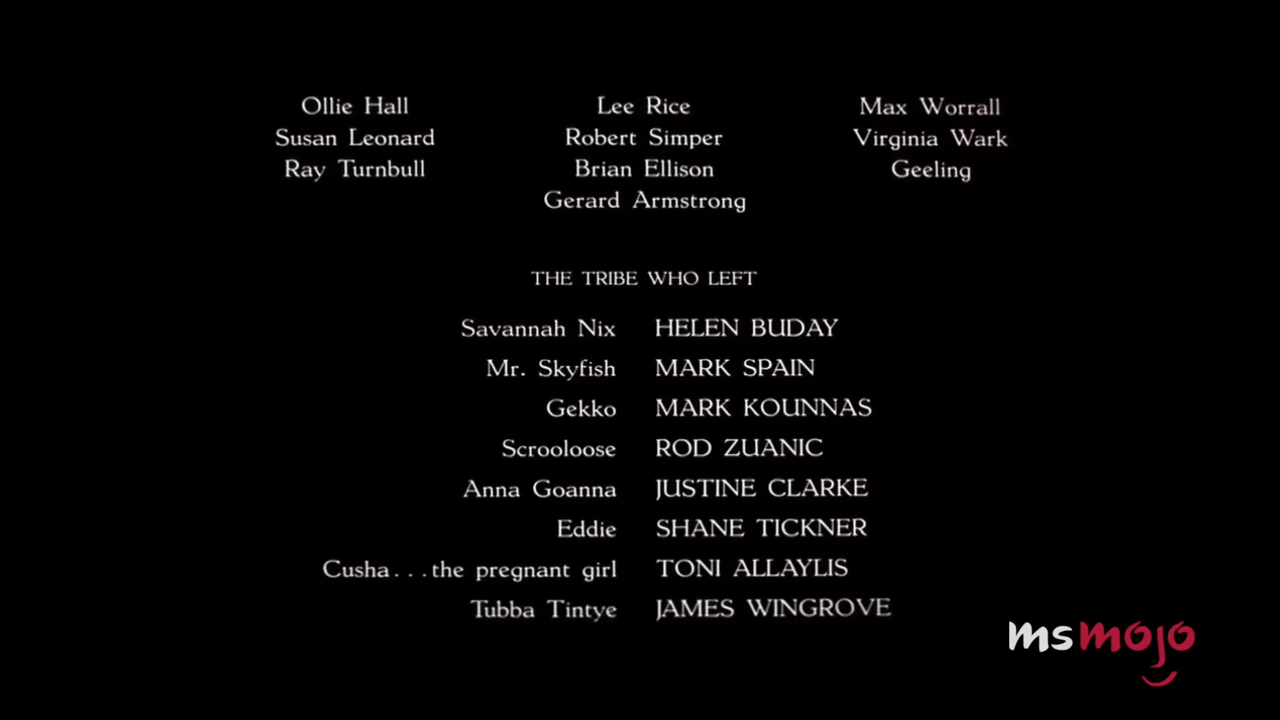 Ollie Hall Lee Rice Max Worrall
Susan Leonard Robert Simper Virginia Wark
Ray Turnbull Brian Ellison Geeling
Gerard Armstrong
THE TRIBE WHO LEFT
Savannah Nix HELEN BUDAY
Mr. Skyfish MARK SPAIN
Gekko MARK KOUNNAS
Scrooloose ROD ZUANIC
Anna Goanna JUSTINE CLARKE
Eddie SHANE TICKNER
Cusha...the pregnant girl TONI ALLAYLIS
Tubba Tintye JAMES WINGROVE
msmojo